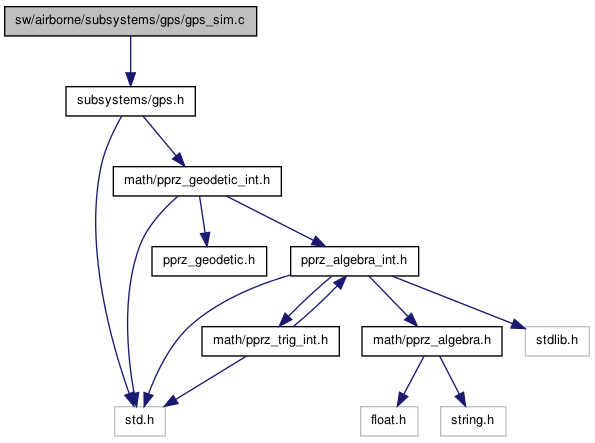 sw/airborne/subsystems/gps/gps_sim.c
subsystems/gps.h
math/pprz_geodetic_int.h
pprz_geodetic.h
pprz_algebra_int.h
math/pprz_trig_int.h
math/pprz_algebra.h
stdlib.h
std.h
float.h
string.h